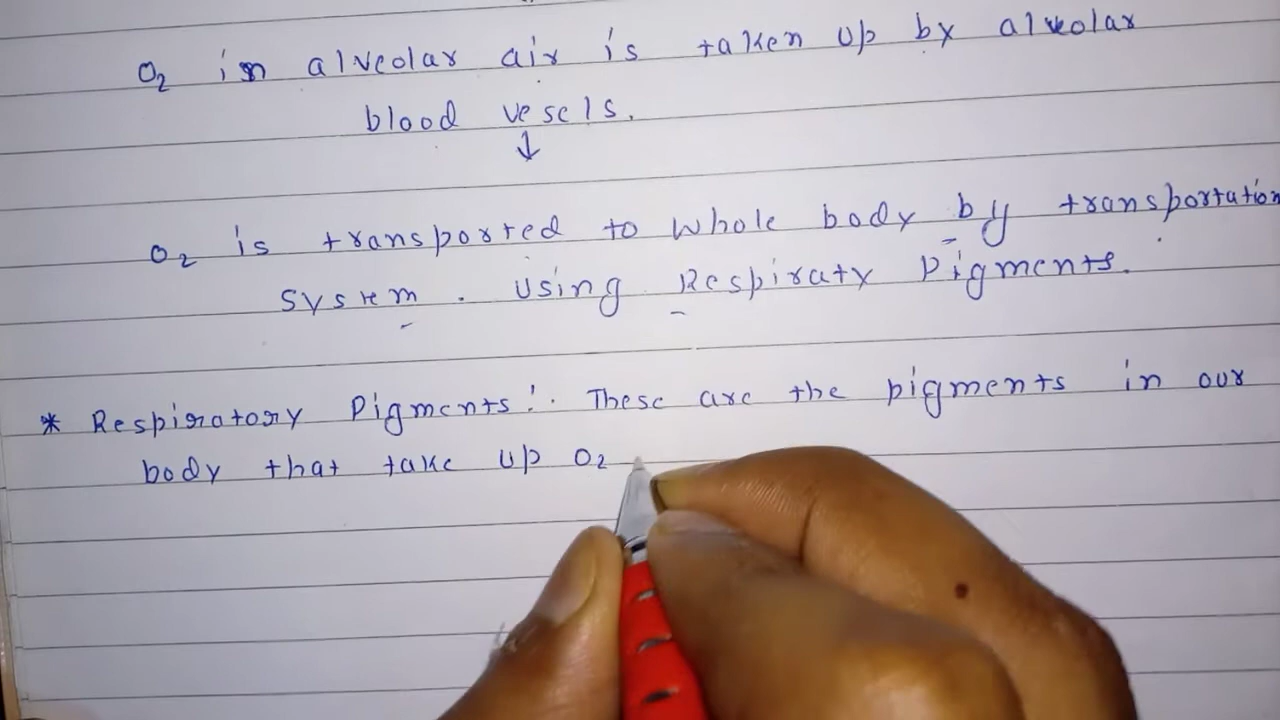 O2 in alveolar air is taken up by alveolar
blood vesels.
↓
O2 is transported to whole body by transportation
system. Using Respiraty Pigments.
* Respiratory Pigments:. These are the pigments in our
body that take up O2